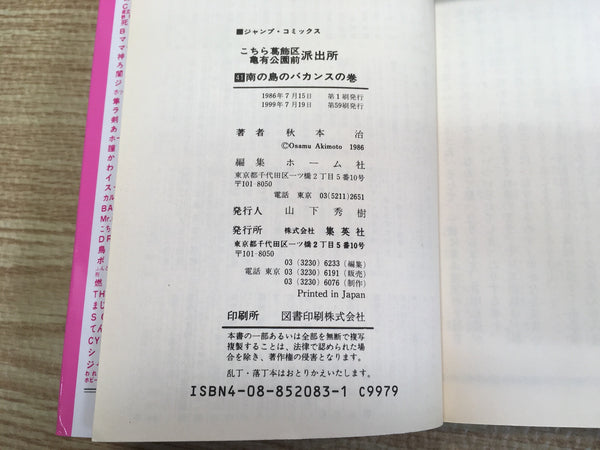 ■ジャンプ・コミックス
こちら葛飾区
亀有公園前 派出所
41 南の島のバカンスの巻
1986年7月15日 第1刷発行
1999年7月19日 第59刷発行
著者 秋本 治
©Osamu Akimoto 1986
編集 ホーム社
東京都千代田区一ツ橋2丁目5番10号
〒101-8050
電話 東京 03(5211)2651
発行人 山下秀樹
発行所 株式会社 集英社
東京都千代田区一ツ橋2丁目5番10号
〒101-8050
03(3230)6233(編集)
電話 東京 03(3230)6191(販売)
03(3230)6076(制作)
Printed in Japan
印刷所 図書印刷株式会社
本書の一部あるいは全部を無断で複写
複製することは、法律で認められた場
合を除き、著作権の侵害となります。
乱丁・落丁本はおとりかえいたします。
ISBN4-08-852083-1 C9979